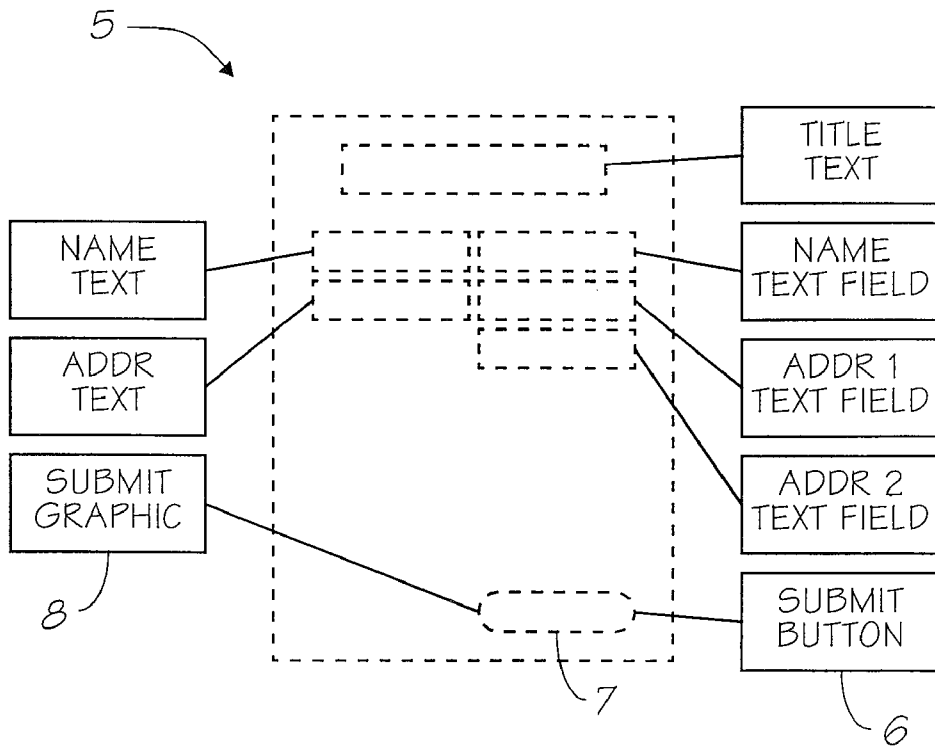 5
TITLE
TEXT
NAME
TEXT
NAME
TEXT FIELD
ADDR
TEXT
ADDR 1
TEXT FIELD
SUBMIT
GRAPHIC
ADDR 2
TEXT FIELD
8
SUBMIT
BUTTON
7
6